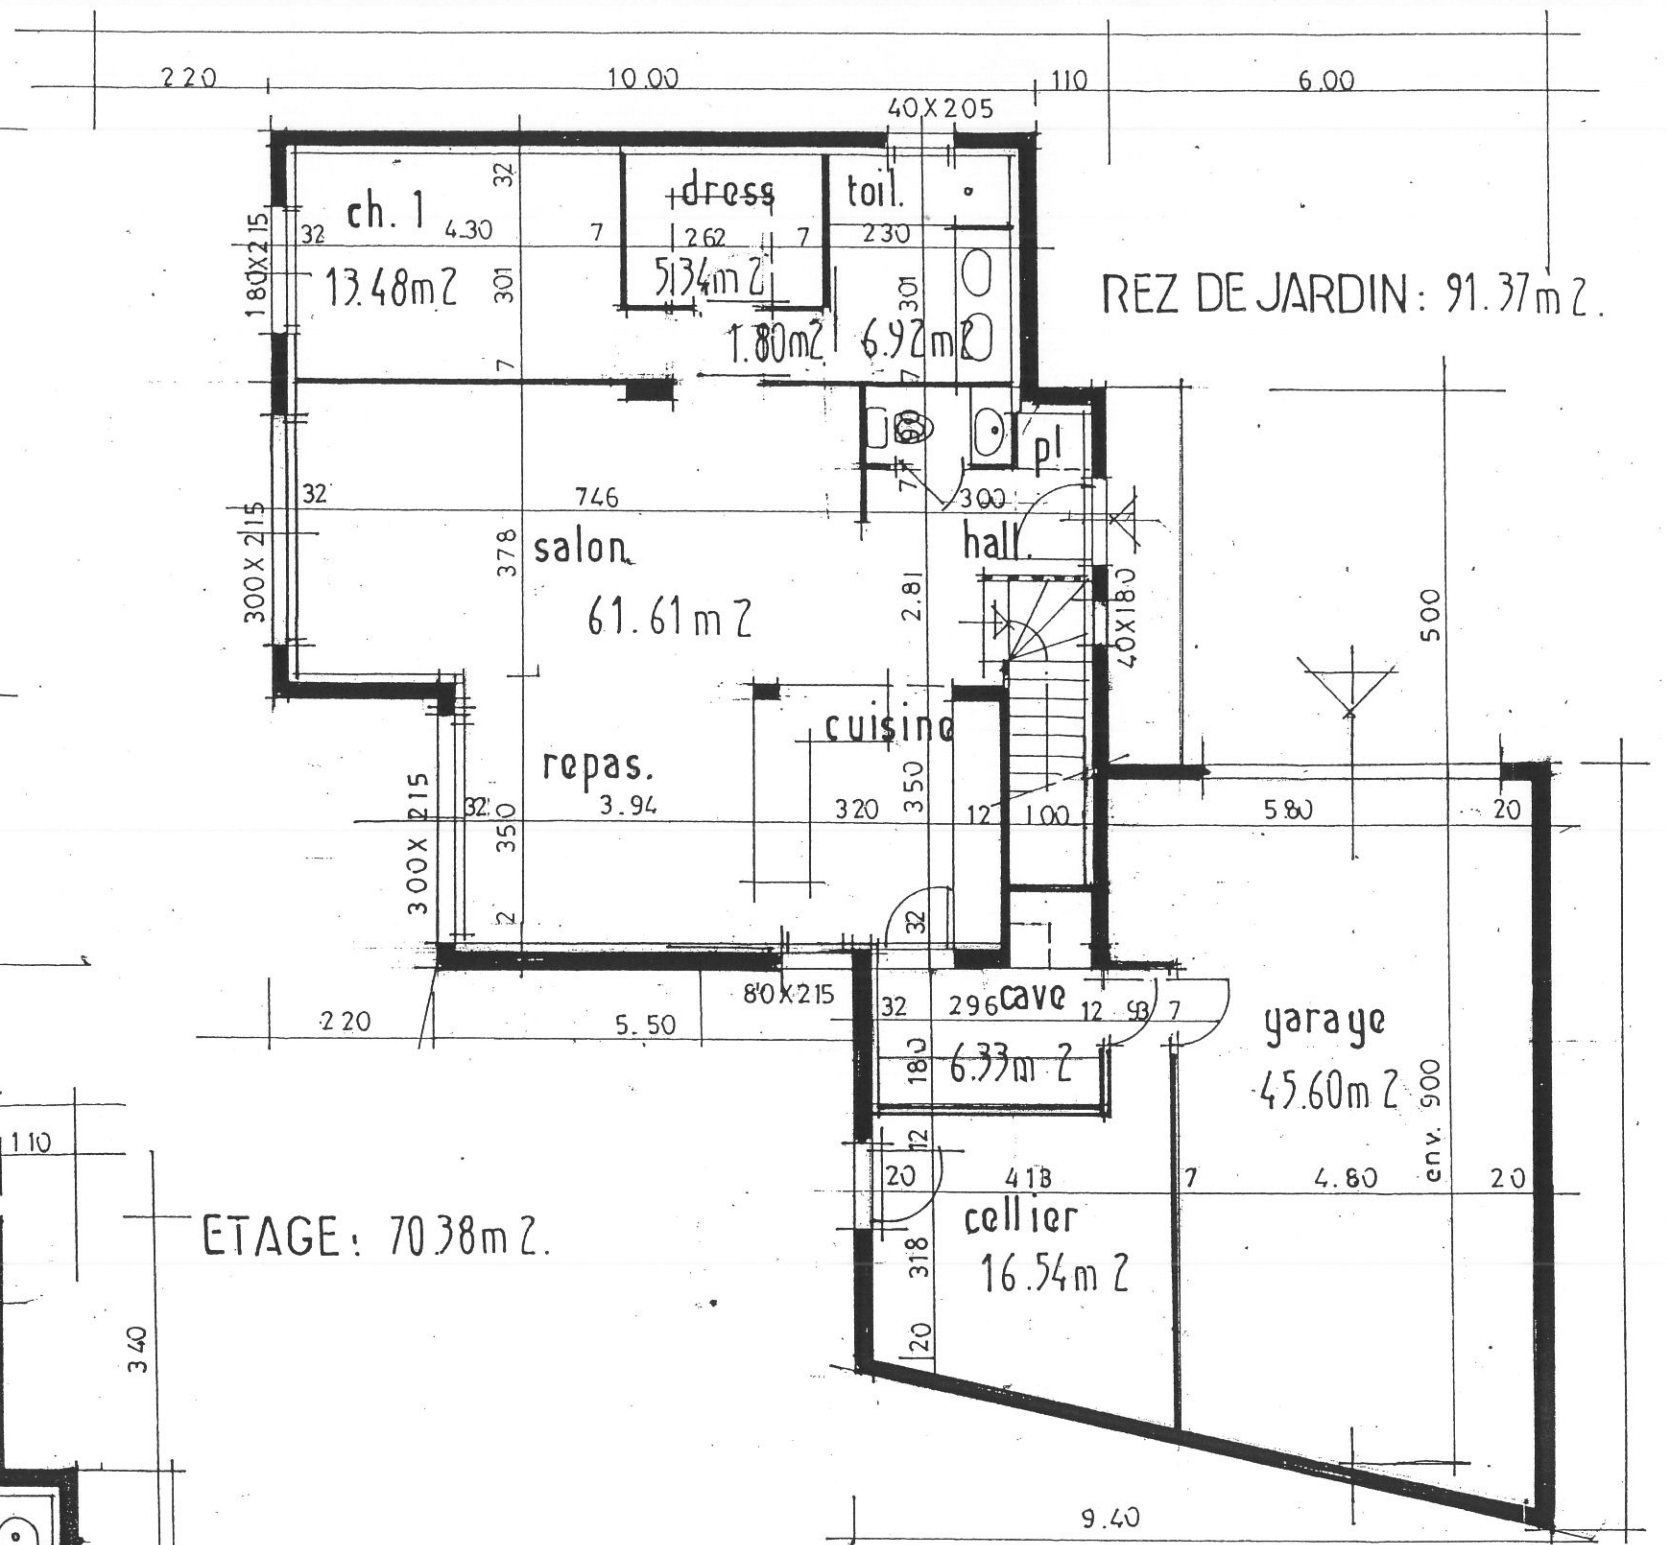 220
10.00
110
6.00
40X205
32
dress
toil.
ch. 1
180X215
32
4.30
7
262
7
230
13.48m2
301
5.34m2
301
REZ DE JARDIN: 91.37m2.
1.80m2
6.92m2
7
7
90
pl
32
746
7
300
300X215
378
salon.
hall.
61.61m2
2.81
40X180
500
cuisine
repas.
300X215
32
350
3.94
320
350
12
100
580
20
2
32
80X215
32
296
cave
12
93
7
garage
220
5.50
180
6.33m2
45.60m2
env. 900
110
12
20
413
7
4.80
20
cellier
ETAGE: 70.38m2.
318
16.54m2
340
20
9.40